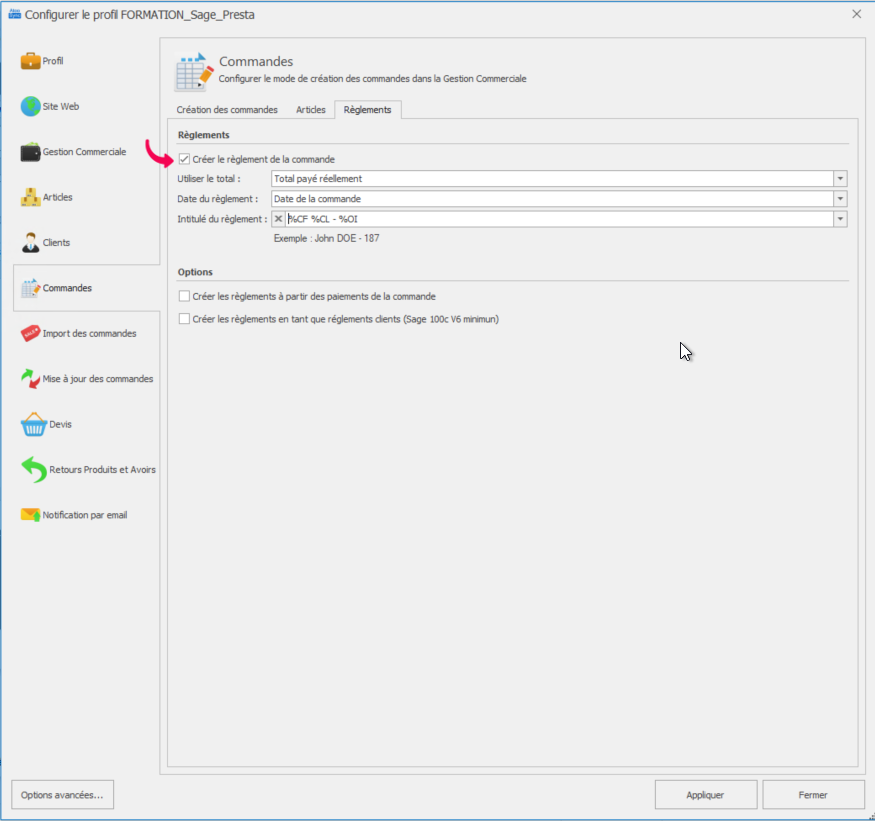 Configurer le profil FORMATION_Sage_Presta
Profil
Site Web
Gestion Commerciale
Articles
Clients
Commandes
Import des commandes
Mise à jour des commandes
Devis
Retours Produits et Avoirs
Notification par email
Commandes
Configurer le mode de création des commandes dans la Gestion Commerciale
Création des commandes Articles Règlements
Règlements
Créer le règlement de la commande
Utiliser le total : Total payé réellement
Date du règlement : Date de la commande
Intitulé du règlement : %CF %CL - %OI
Exemple : John DOE - 187
Options
Créer les règlements à partir des paiements de la commande
Créer les règlements en tant que réglements clients (Sage 100c V6 minimun)
Options avancées... Appliquer Fermer